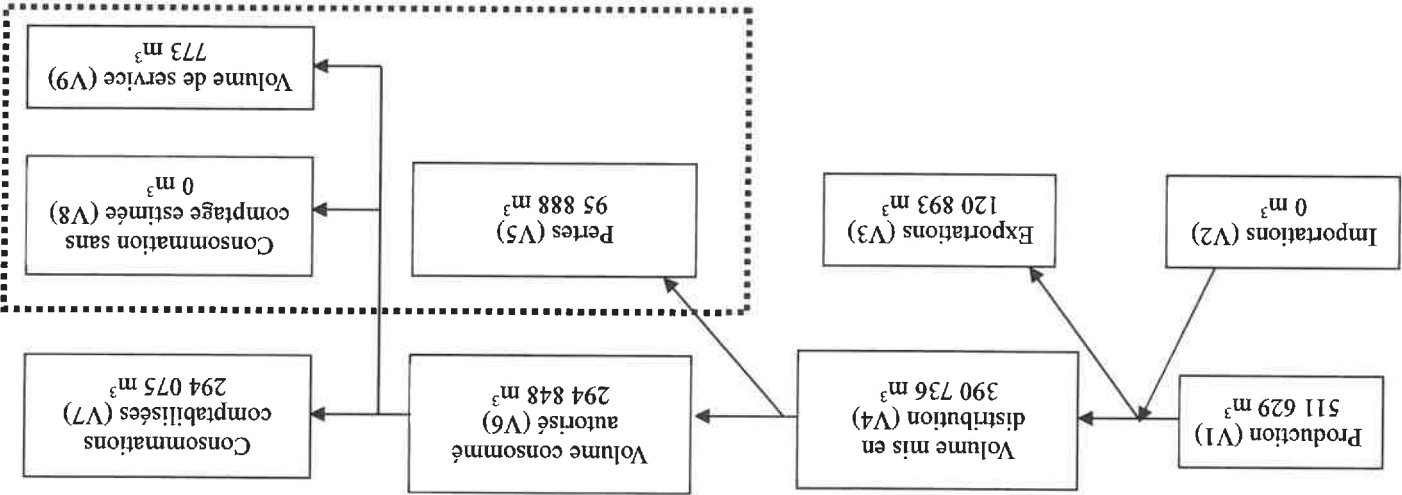 Production (V1)
511 629 m³
Volume mis en
distribution (V4)
390 736 m³
Volume consommé
autorisé (V6)
294 848 m³
Consommations
comptabilisées (V7)
294 075 m³
Importations (V2)
0 m³
Exportations (V3)
120 893 m³
Pertes (V5)
95 888 m³
Consommation sans
comptage estimée (V8)
0 m³
Volume de service (V9)
773 m³